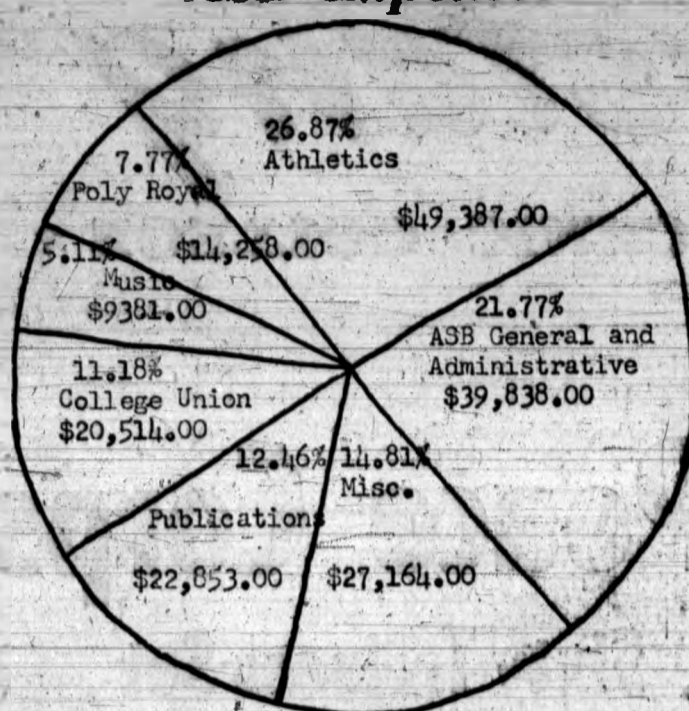 26.87%
Athletics
$49,387.00
7.77%
Poly Royal
$14,258.00
5.11%
Music
$9381.00
21.77%
ASB General and
Administrative
$39,838.00
11.18%
College Union
$20,514.00
12.46%
Publications
$22,853.00
14.81%
Misc.
$27,164.00